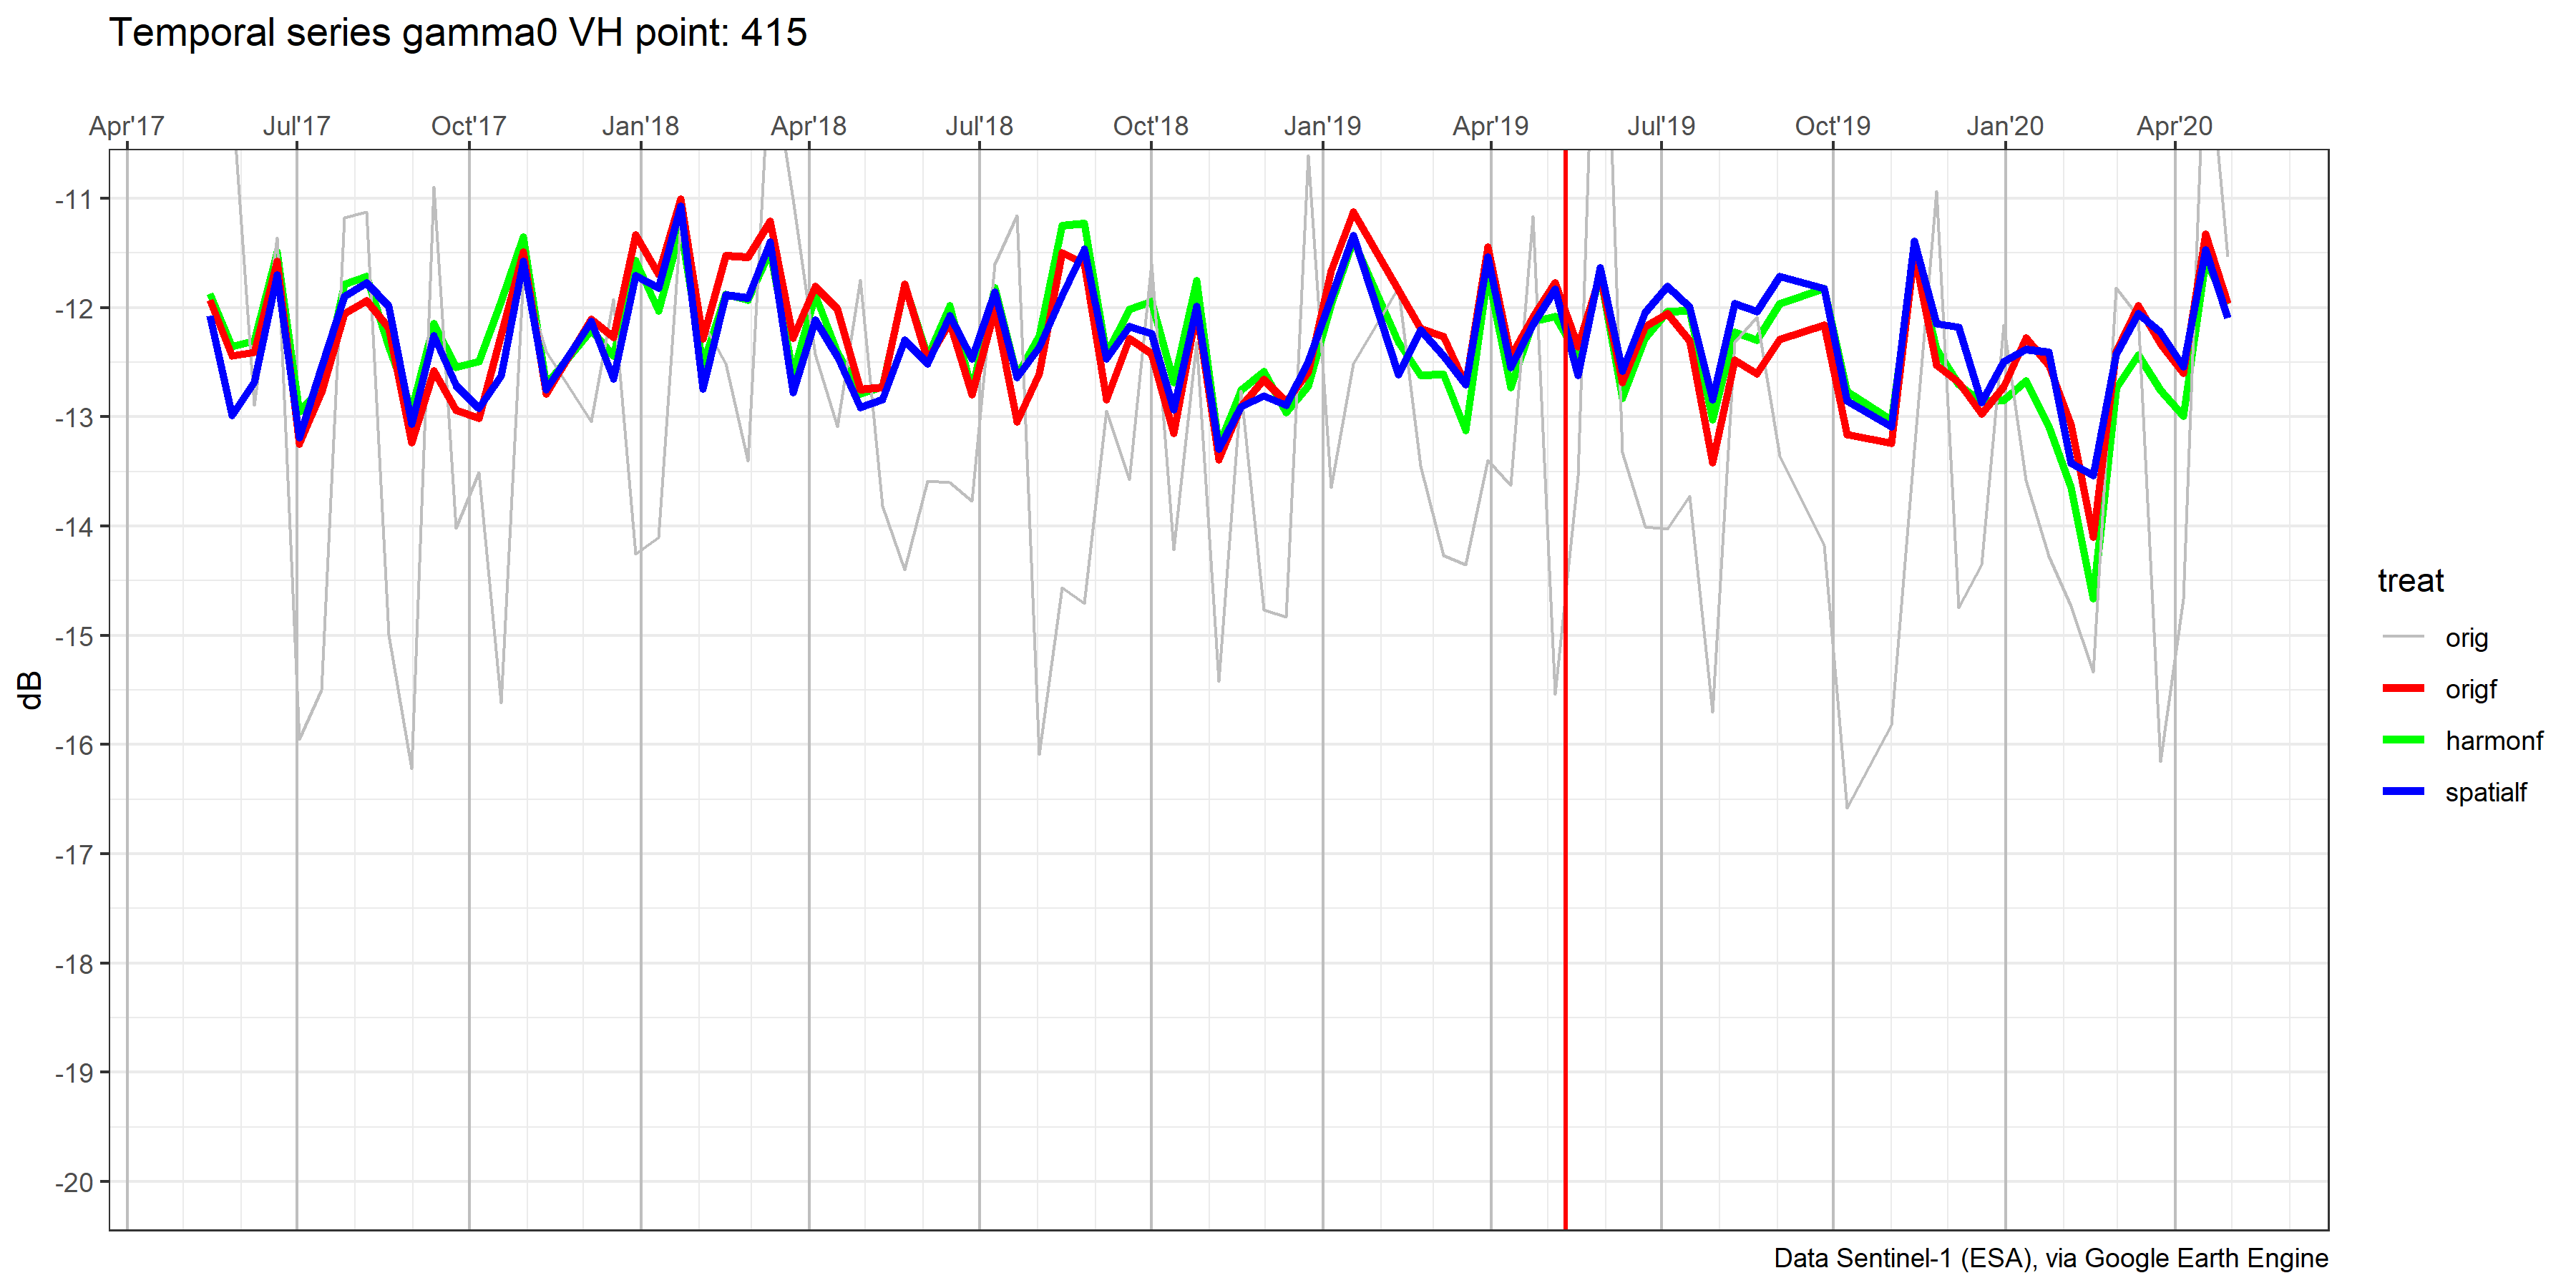 Temporal series gamma0 VH point: 415
Apr'17 Jul'17 Oct'17 Jan'18 Apr'18 Jul'18 Oct'18 Jan'19 Apr'19 Jul'19 Oct'19 Jan'20 Apr'20
-11
-12
-13
-14
-15
-16
-17
-18
-19
-20
dB
treat
orig
origf
harmonf
spatialf
Data Sentinel-1 (ESA), via Google Earth Engine